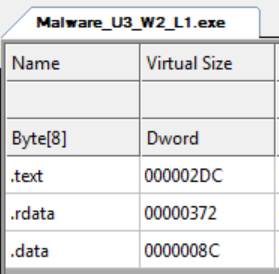 Malware_U3_W2_L1.exe
Name Virtual Size
Byte[8] Dword
.text 000002DC
.rdata 00000372
.data 0000008C